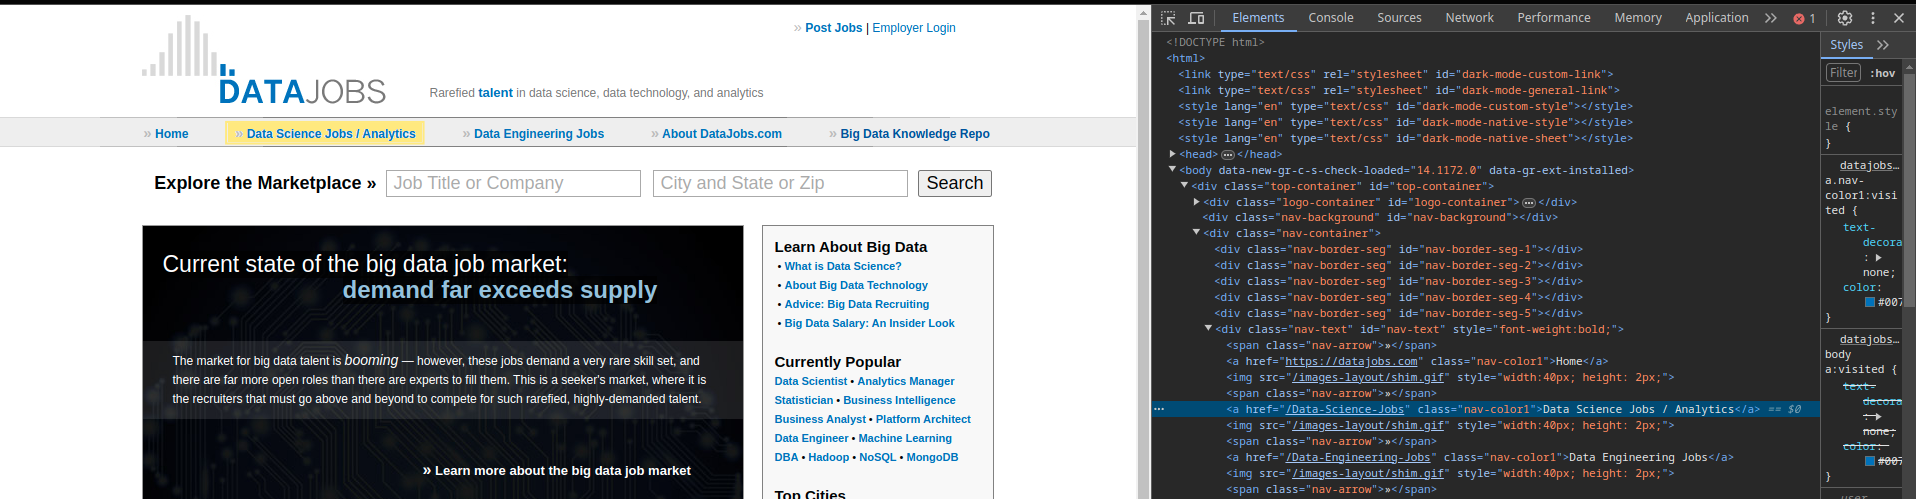 » Post Jobs | Employer Login
DATAJOBS
Rarefied talent in data science, data technology, and analytics
» Home » Data Science Jobs / Analytics » Data Engineering Jobs » About DataJobs.com » Big Data Knowledge Repo
Explore the Marketplace » Job Title or Company City and State or Zip Search
Current state of the big data job market:
demand far exceeds supply
The market for big data talent is booming — however, these jobs demand a very rare skill set, and
there are far more open roles than there are experts to fill them. This is a seeker's market, where it is
the recruiters that must go above and beyond to compete for such rarefied, highly-demanded talent.
» Learn more about the big data job market
Learn About Big Data
• What is Data Science?
• About Big Data Technology
• Advice: Big Data Recruiting
• Big Data Salary: An Insider Look
Currently Popular
Data Scientist • Analytics Manager
Statistician • Business Intelligence
Business Analyst • Platform Architect
Data Engineer • Machine Learning
DBA • Hadoop • NoSQL • MongoDB
Top Cities
Elements Console Sources Network Performance Memory Application » 1
<!DOCTYPE html>
<html>
<link type="text/css" rel="stylesheet" id="dark-mode-custom-link">
<link type="text/css" rel="stylesheet" id="dark-mode-general-link">
<style lang="en" type="text/css" id="dark-mode-custom-style"></style>
<style lang="en" type="text/css" id="dark-mode-native-style"></style>
<style lang="en" type="text/css" id="dark-mode-native-sheet"></style>
<head>…</head>
<body data-new-gr-c-s-check-loaded="14.1172.0" data-gr-ext-installed>
<div class="top-container" id="top-container">
<div class="logo-container" id="logo-container">…</div>
<div class="nav-background" id="nav-background"></div>
<div class="nav-container">
<div class="nav-border-seg" id="nav-border-seg-1"></div>
<div class="nav-border-seg" id="nav-border-seg-2"></div>
<div class="nav-border-seg" id="nav-border-seg-3"></div>
<div class="nav-border-seg" id="nav-border-seg-4"></div>
<div class="nav-border-seg" id="nav-border-seg-5"></div>
<div class="nav-text" id="nav-text" style="font-weight:bold;">
<span class="nav-arrow">»</span>
<a href="https://datajobs.com" class="nav-color1">Home</a>
<img src="/images-layout/shim.gif" style="width:40px; height: 2px;">
<span class="nav-arrow">»</span>
… <a href="/Data-Science-Jobs" class="nav-color1">Data Science Jobs / Analytics</a> == $0
<img src="/images-layout/shim.gif" style="width:40px; height: 2px;">
<span class="nav-arrow">»</span>
<a href="/Data-Engineering-Jobs" class="nav-color1">Data Engineering Jobs</a>
<img src="/images-layout/shim.gif" style="width:40px; height: 2px;">
<span class="nav-arrow">»</span>
Styles »
Filter :hov
element.sty
le {
}
datajobs…
a.nav-
color1:visi
ted {
text-
decora
: ▶
none;
color:
#007
}
datajobs…
body
a:visited {
text-
decora
: ▶
none;
color:
#007
}